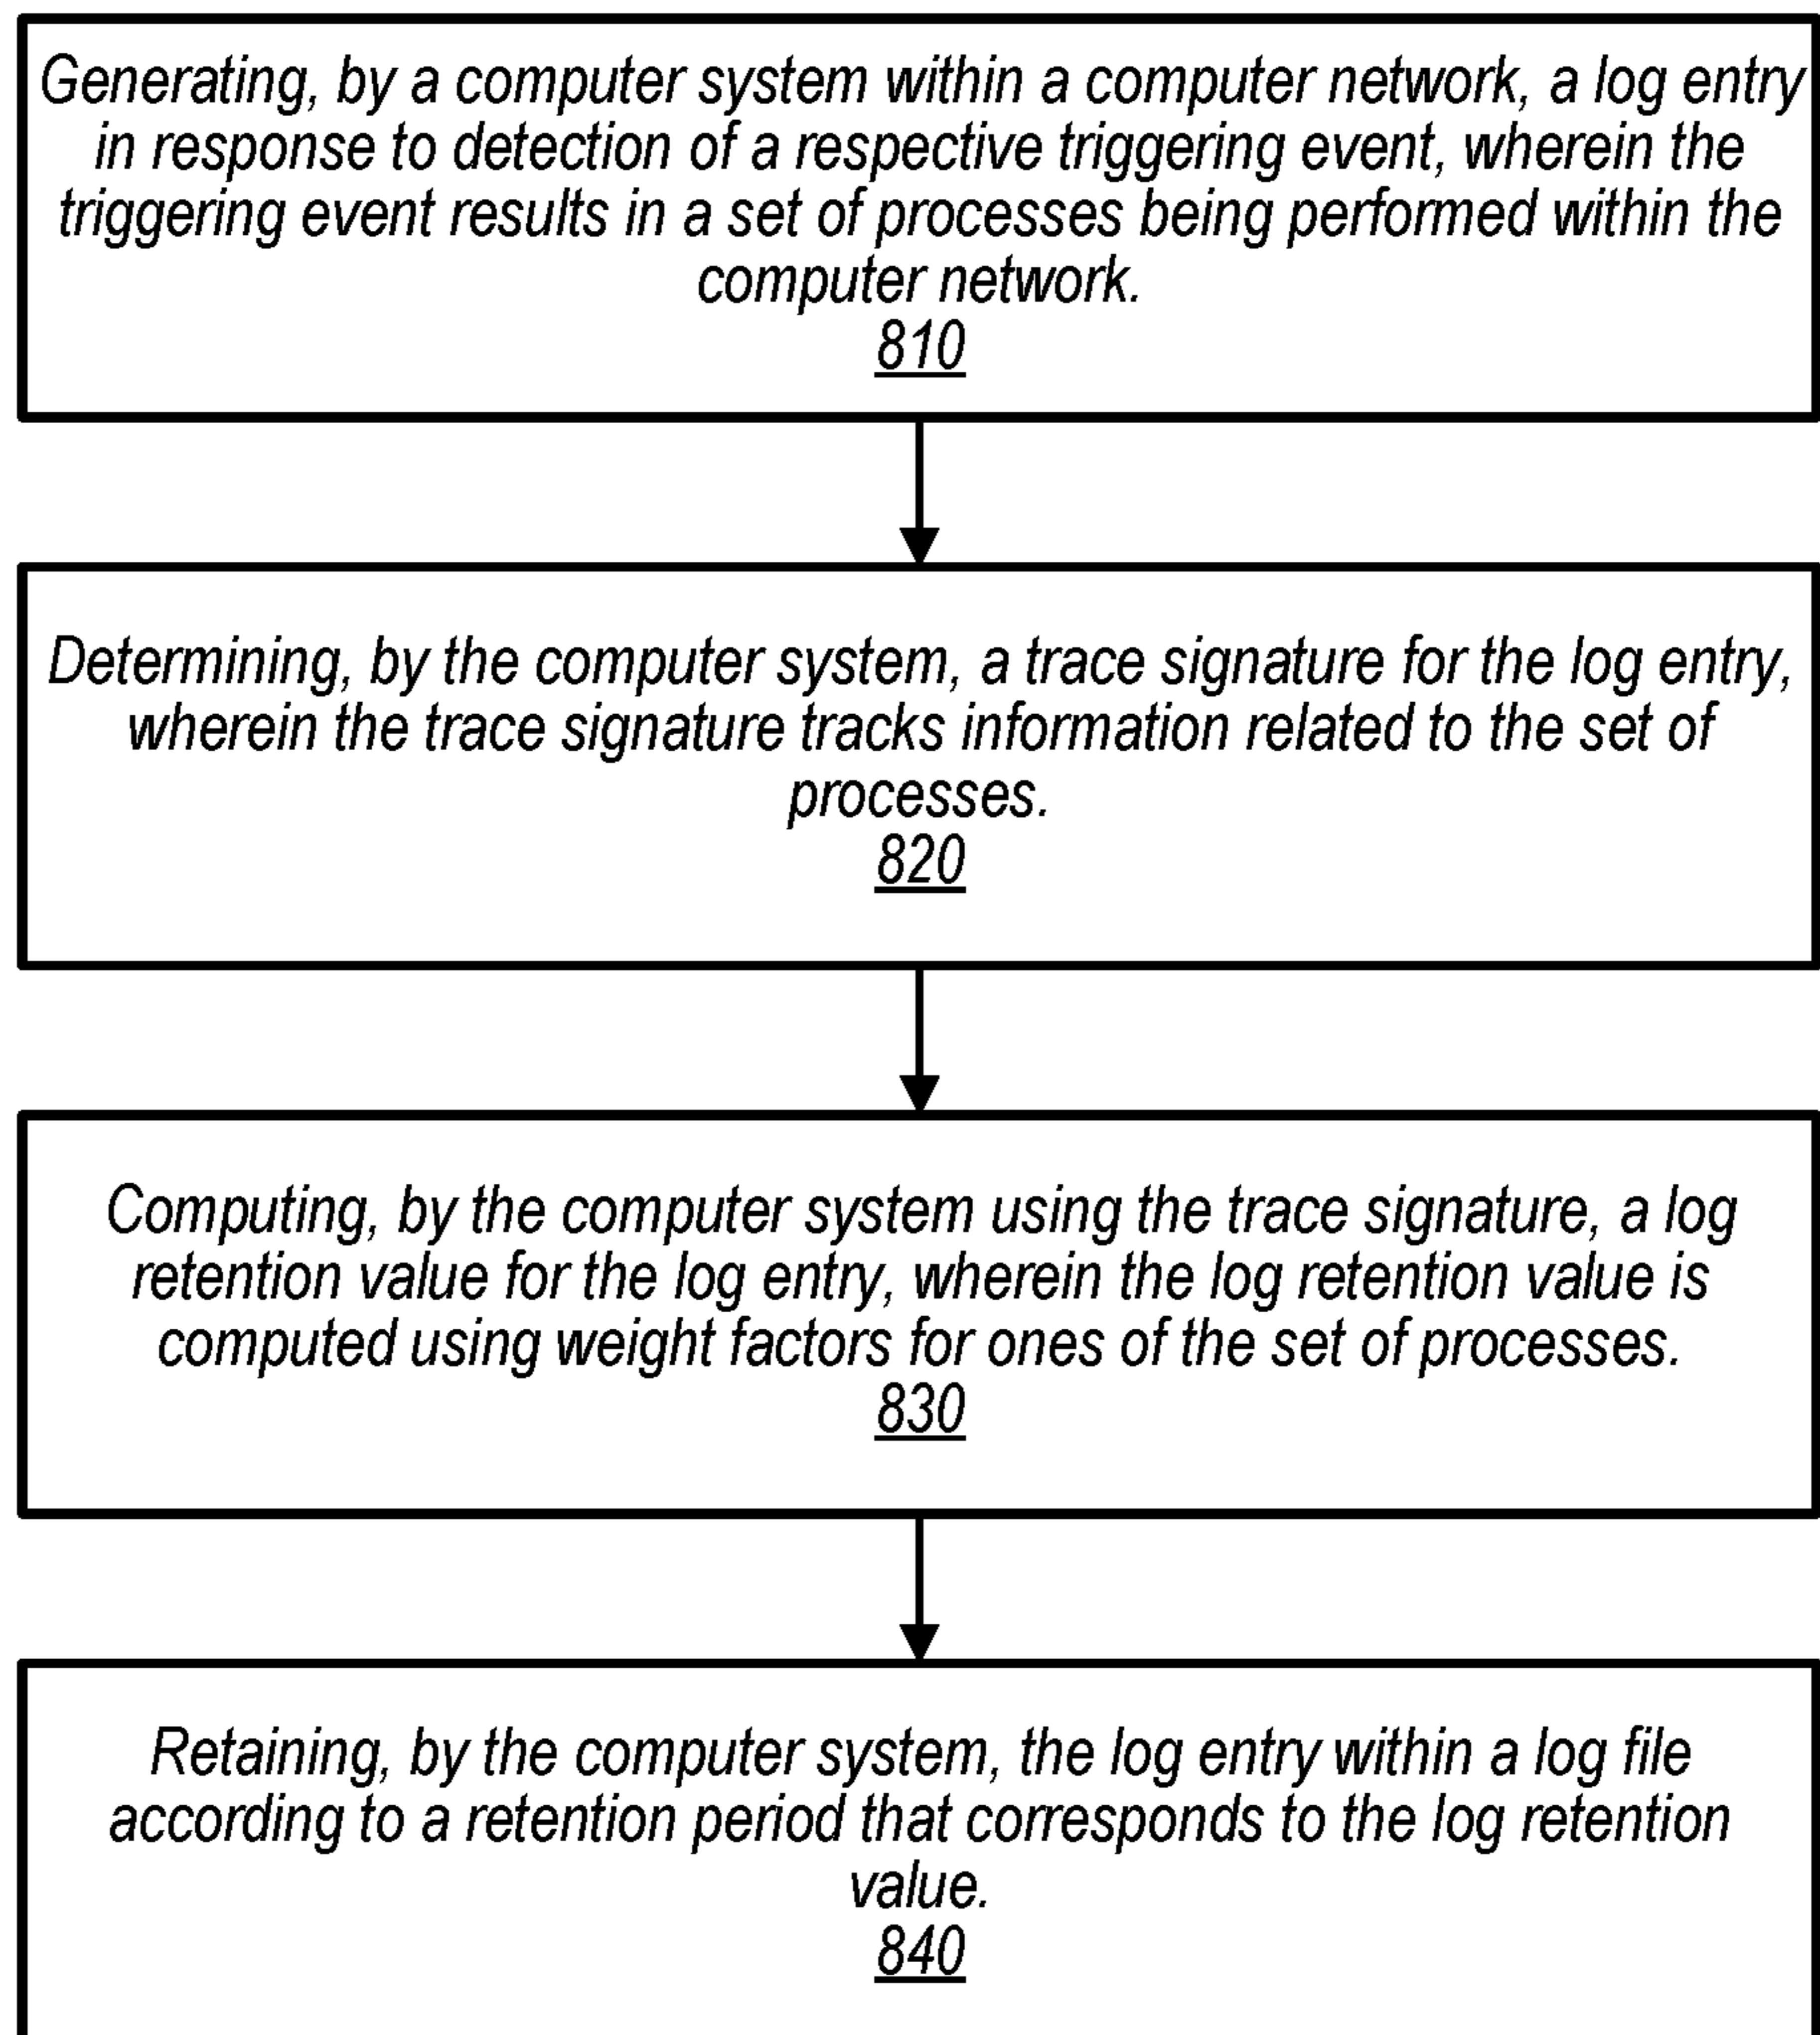 Generating, by a computer system within a computer network, a log entry
in response to detection of a respective triggering event, wherein the
triggering event results in a set of processes being performed within the
computer network.
810
Determining, by the computer system, a trace signature for the log entry,
wherein the trace signature tracks information related to the set of
processes.
820
Computing, by the computer system using the trace signature, a log
retention value for the log entry, wherein the log retention value is
computed using weight factors for ones of the set of processes.
830
Retaining, by the computer system, the log entry within a log file
according to a retention period that corresponds to the log retention
value.
840